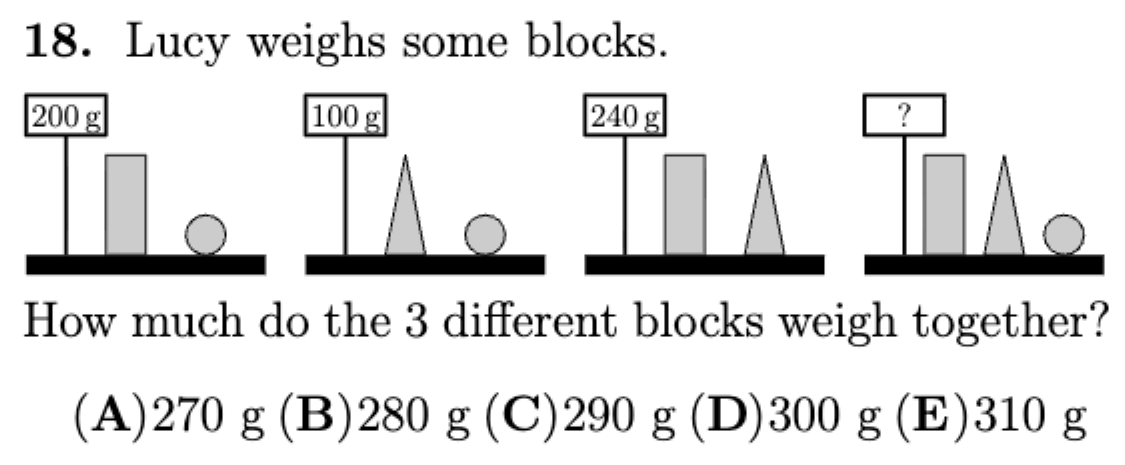 18. Lucy weighs some blocks.
200 g 100 g 240 g ?
How much do the 3 different blocks weigh together?
(A)270 g (B)280 g (C)290 g (D)300 g (E)310 g